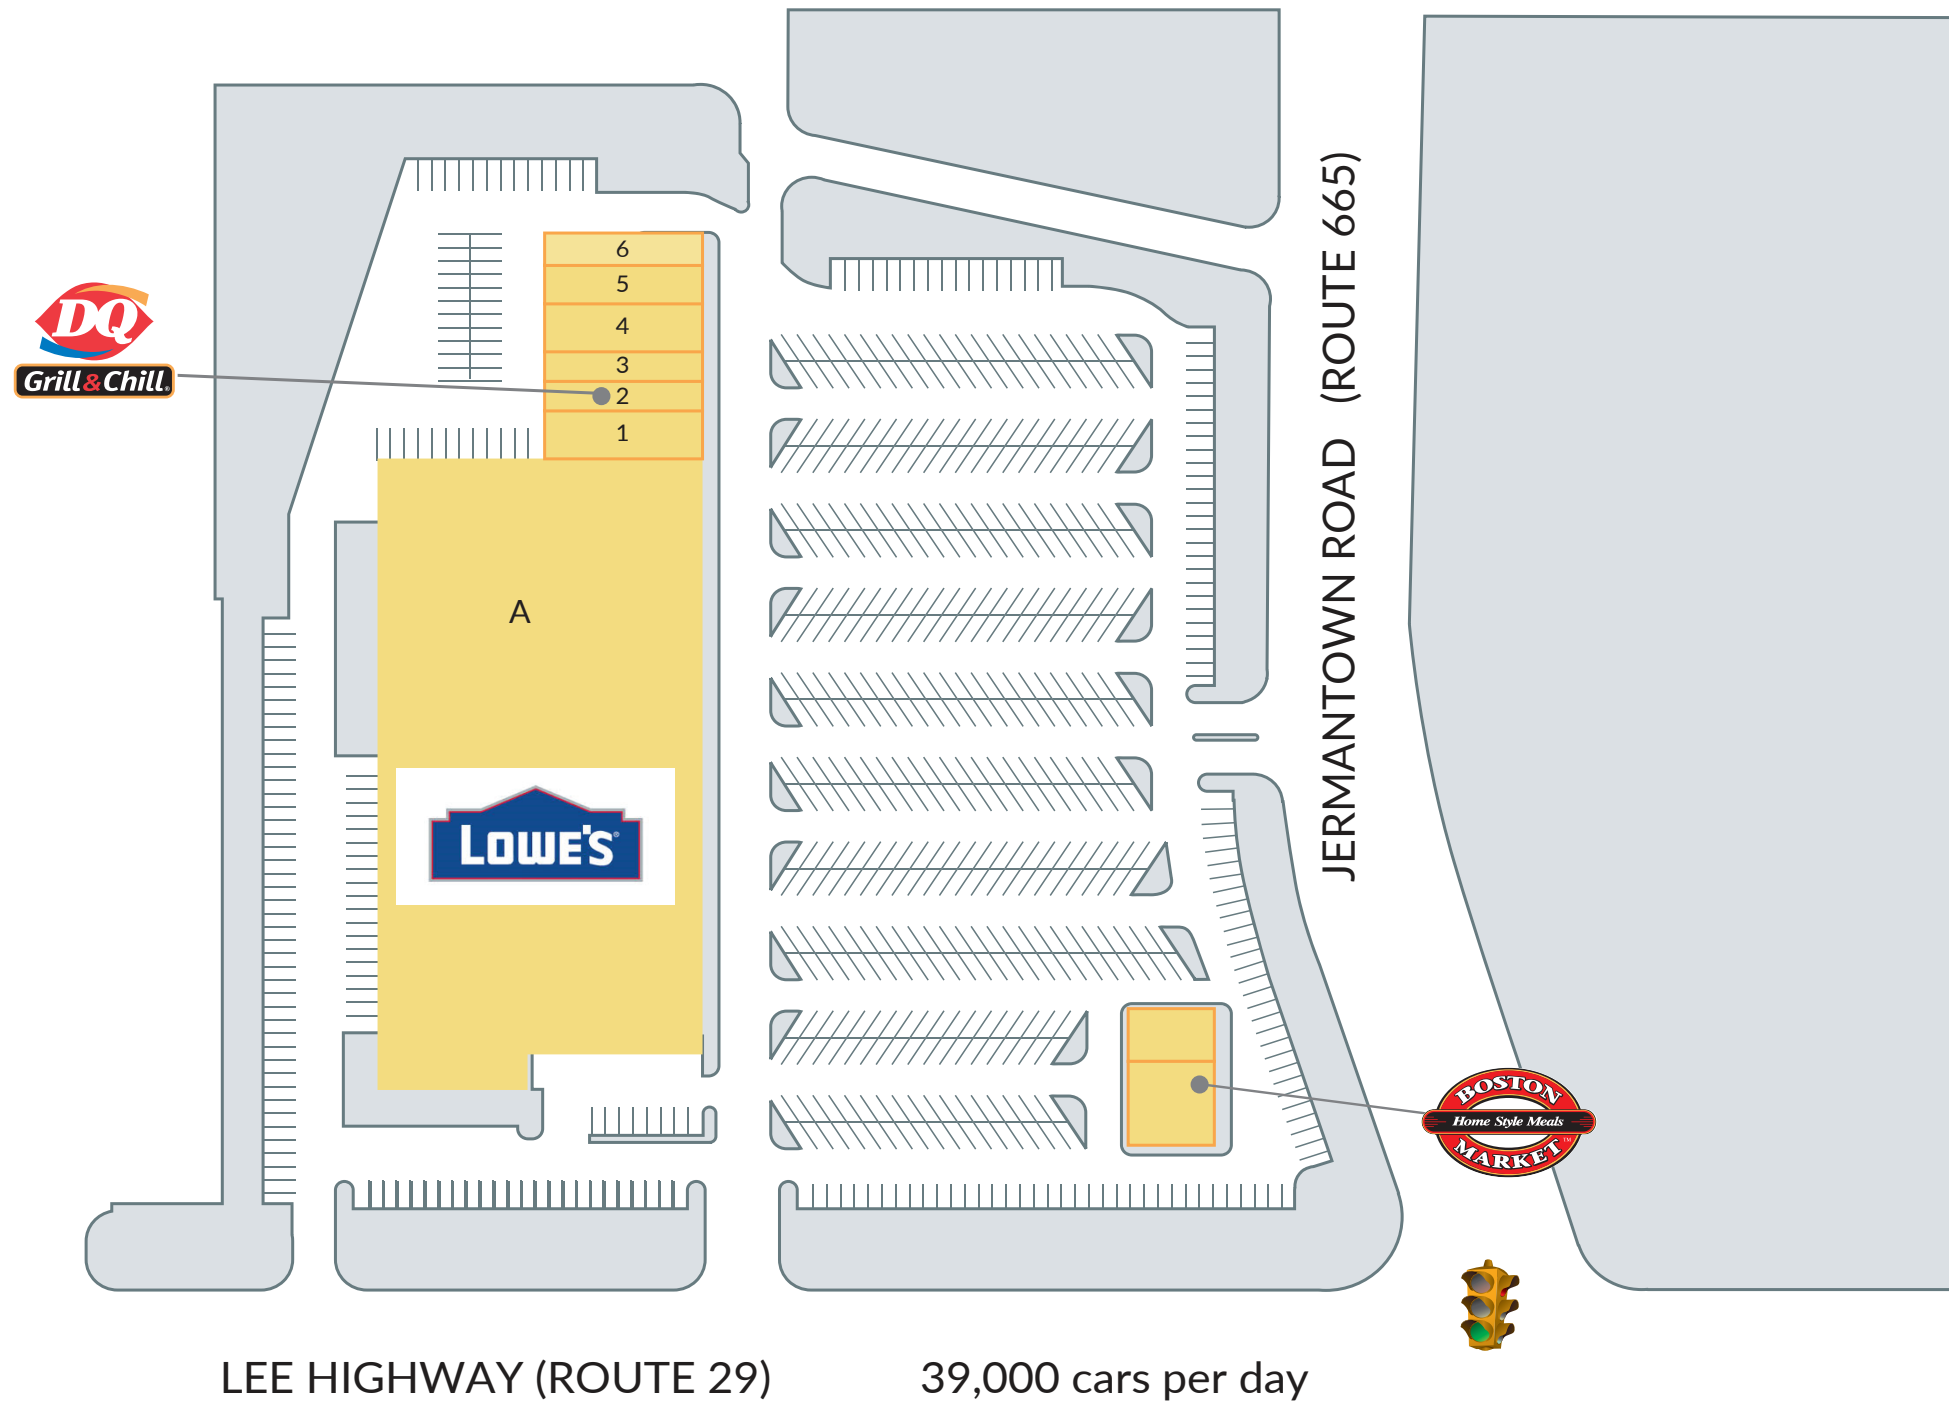 6
5
4
3
2
1
DQ
Grill&Chill®
A
LOWE'S®
JERMANTOWN ROAD (ROUTE 665)
BOSTON
Home Style Meals
MARKET™
LEE HIGHWAY (ROUTE 29) 39,000 cars per day